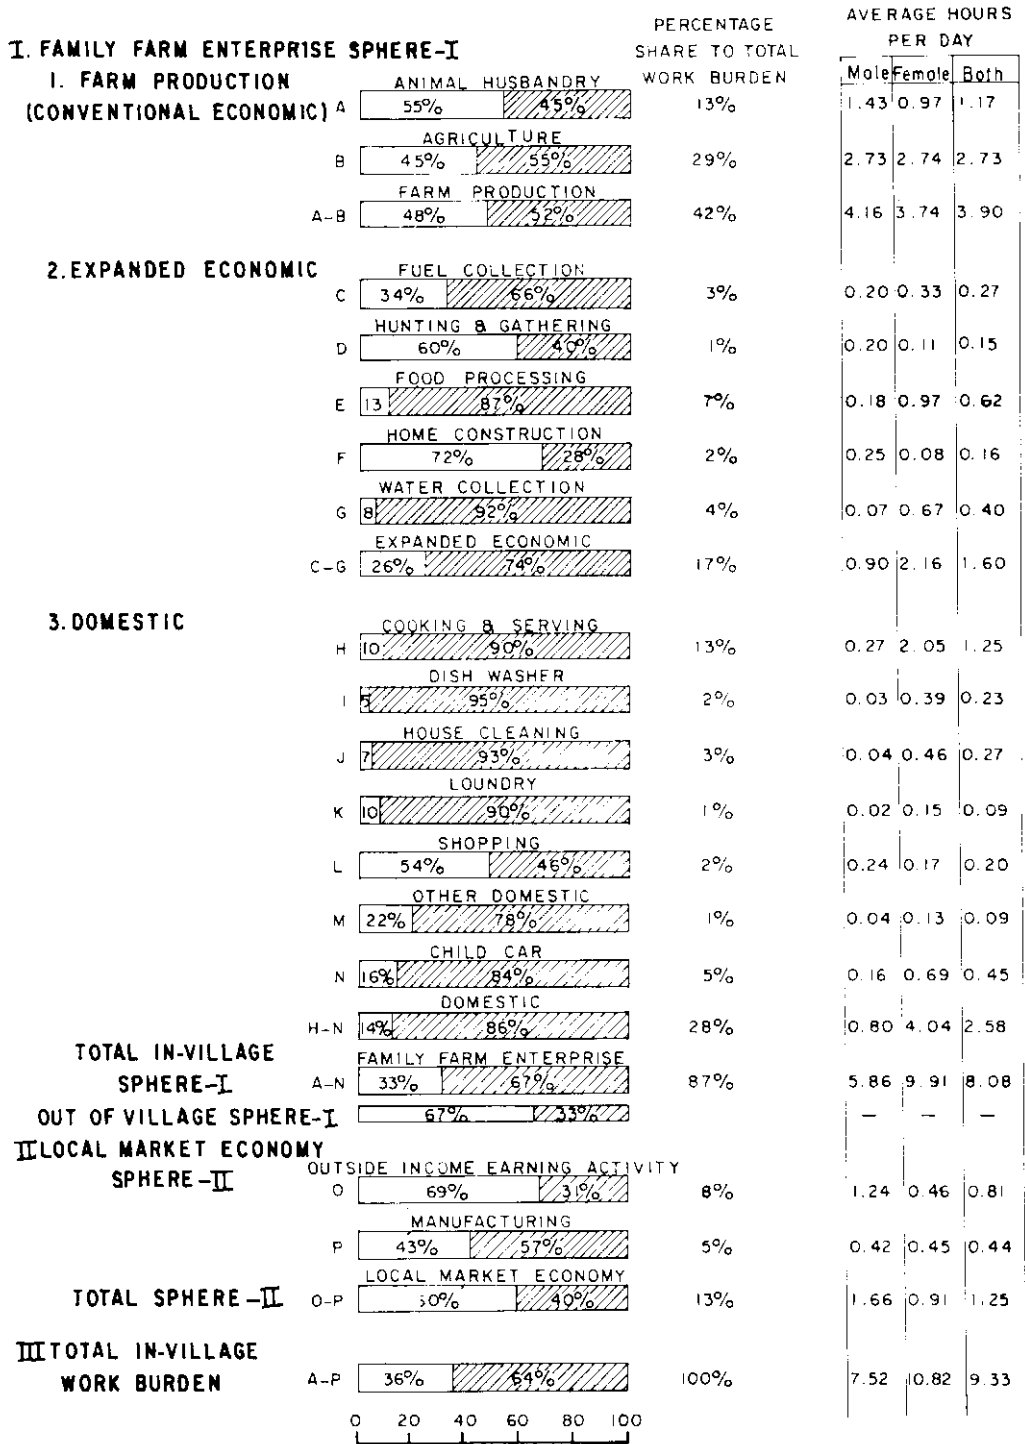 PERCENTAGE SHARE TO TOTAL WORK BURDEN
AVERAGE HOURS PER DAY
Male Female Both
I. FAMILY FARM ENTERPRISE SPHERE-I
1. FARM PRODUCTION
(CONVENTIONAL ECONOMIC)
ANIMAL HUSBANDRY
A 55% 45% 13% 1.43 0.97 1.17
AGRICULTURE
B 45% 55% 29% 2.73 2.74 2.73
FARM PRODUCTION
A-B 48% 52% 42% 4.16 3.74 3.90
2. EXPANDED ECONOMIC
FUEL COLLECTION
C 34% 66% 3% 0.20 0.33 0.27
HUNTING & GATHERING
D 60% 40% 1% 0.20 0.11 0.15
FOOD PROCESSING
E 13 87% 7% 0.18 0.97 0.62
HOME CONSTRUCTION
F 72% 28% 2% 0.25 0.08 0.16
WATER COLLECTION
G 8 92% 4% 0.07 0.67 0.40
EXPANDED ECONOMIC
C-G 26% 74% 17% 0.90 2.16 1.60
3. DOMESTIC
COOKING & SERVING
H 10 90% 13% 0.27 2.05 1.25
DISH WASHER
I 5 95% 2% 0.03 0.39 0.23
HOUSE CLEANING
J 7 93% 3% 0.04 0.46 0.27
LOUNDRY
K 10 90% 1% 0.02 0.15 0.09
SHOPPING
L 54% 46% 2% 0.24 0.17 0.20
OTHER DOMESTIC
M 22% 78% 1% 0.04 0.13 0.09
CHILD CAR
N 16% 84% 5% 0.16 0.69 0.45
DOMESTIC
H-N 14% 86% 28% 0.80 4.04 2.58
TOTAL IN-VILLAGE
SPHERE-I
FAMILY FARM ENTERPRISE
A-N 33% 67% 87% 5.86 9.91 8.08
OUT OF VILLAGE SPHERE-I 67% 33% – – –
II LOCAL MARKET ECONOMY
SPHERE-II
OUTSIDE INCOME EARNING ACTIVITY
O 69% 31% 8% 1.24 0.46 0.81
MANUFACTURING
P 43% 57% 5% 0.42 0.45 0.44
LOCAL MARKET ECONOMY
TOTAL SPHERE-II O-P 40% 13% 1.66 0.91 1.25
III TOTAL IN-VILLAGE
WORK BURDEN
A-P 36% 64% 100% 7.52 10.82 9.33
0 20 40 60 80 100